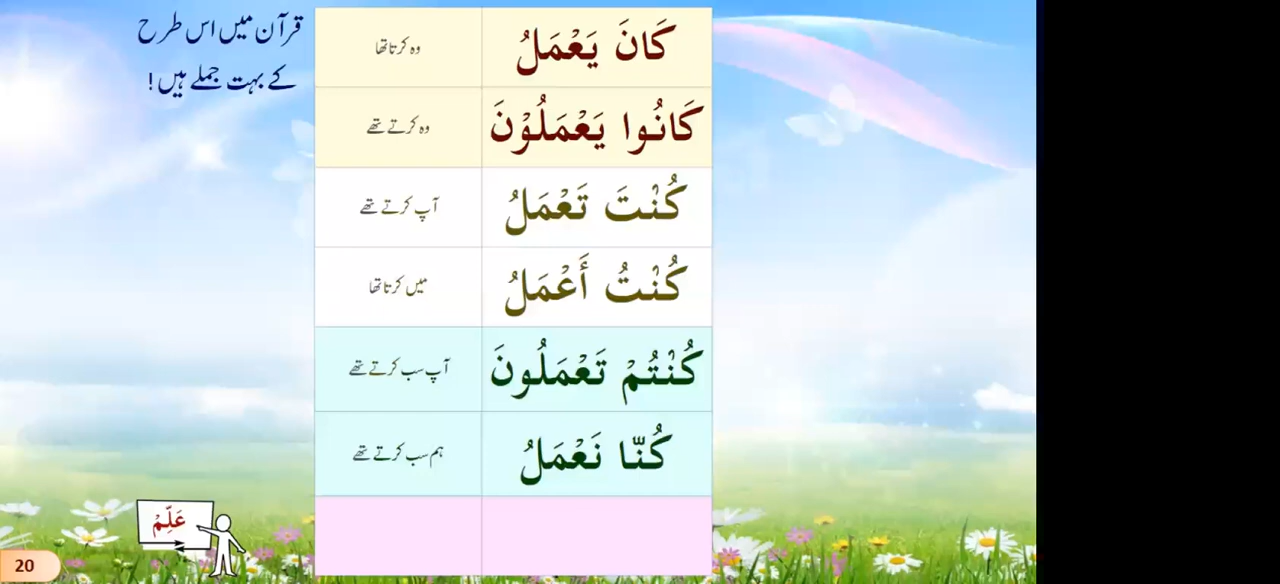 قرآن میں اس طرح
کے بہت جملے ہیں!
كَانَ يَعْمَلُ
وہ کرتا تھا
كَانُوا يَعْمَلُوْنَ
وہ کرتے تھے
كُنْتَ تَعْمَلُ
آپ کرتے تھے
كُنْتُ أَعْمَلُ
میں کرتا تھا
كُنْتُمْ تَعْمَلُونَ
آپ سب کرتے تھے
كُنَّا نَعْمَلُ
ہم سب کرتے تھے
عَلِّمْ
20